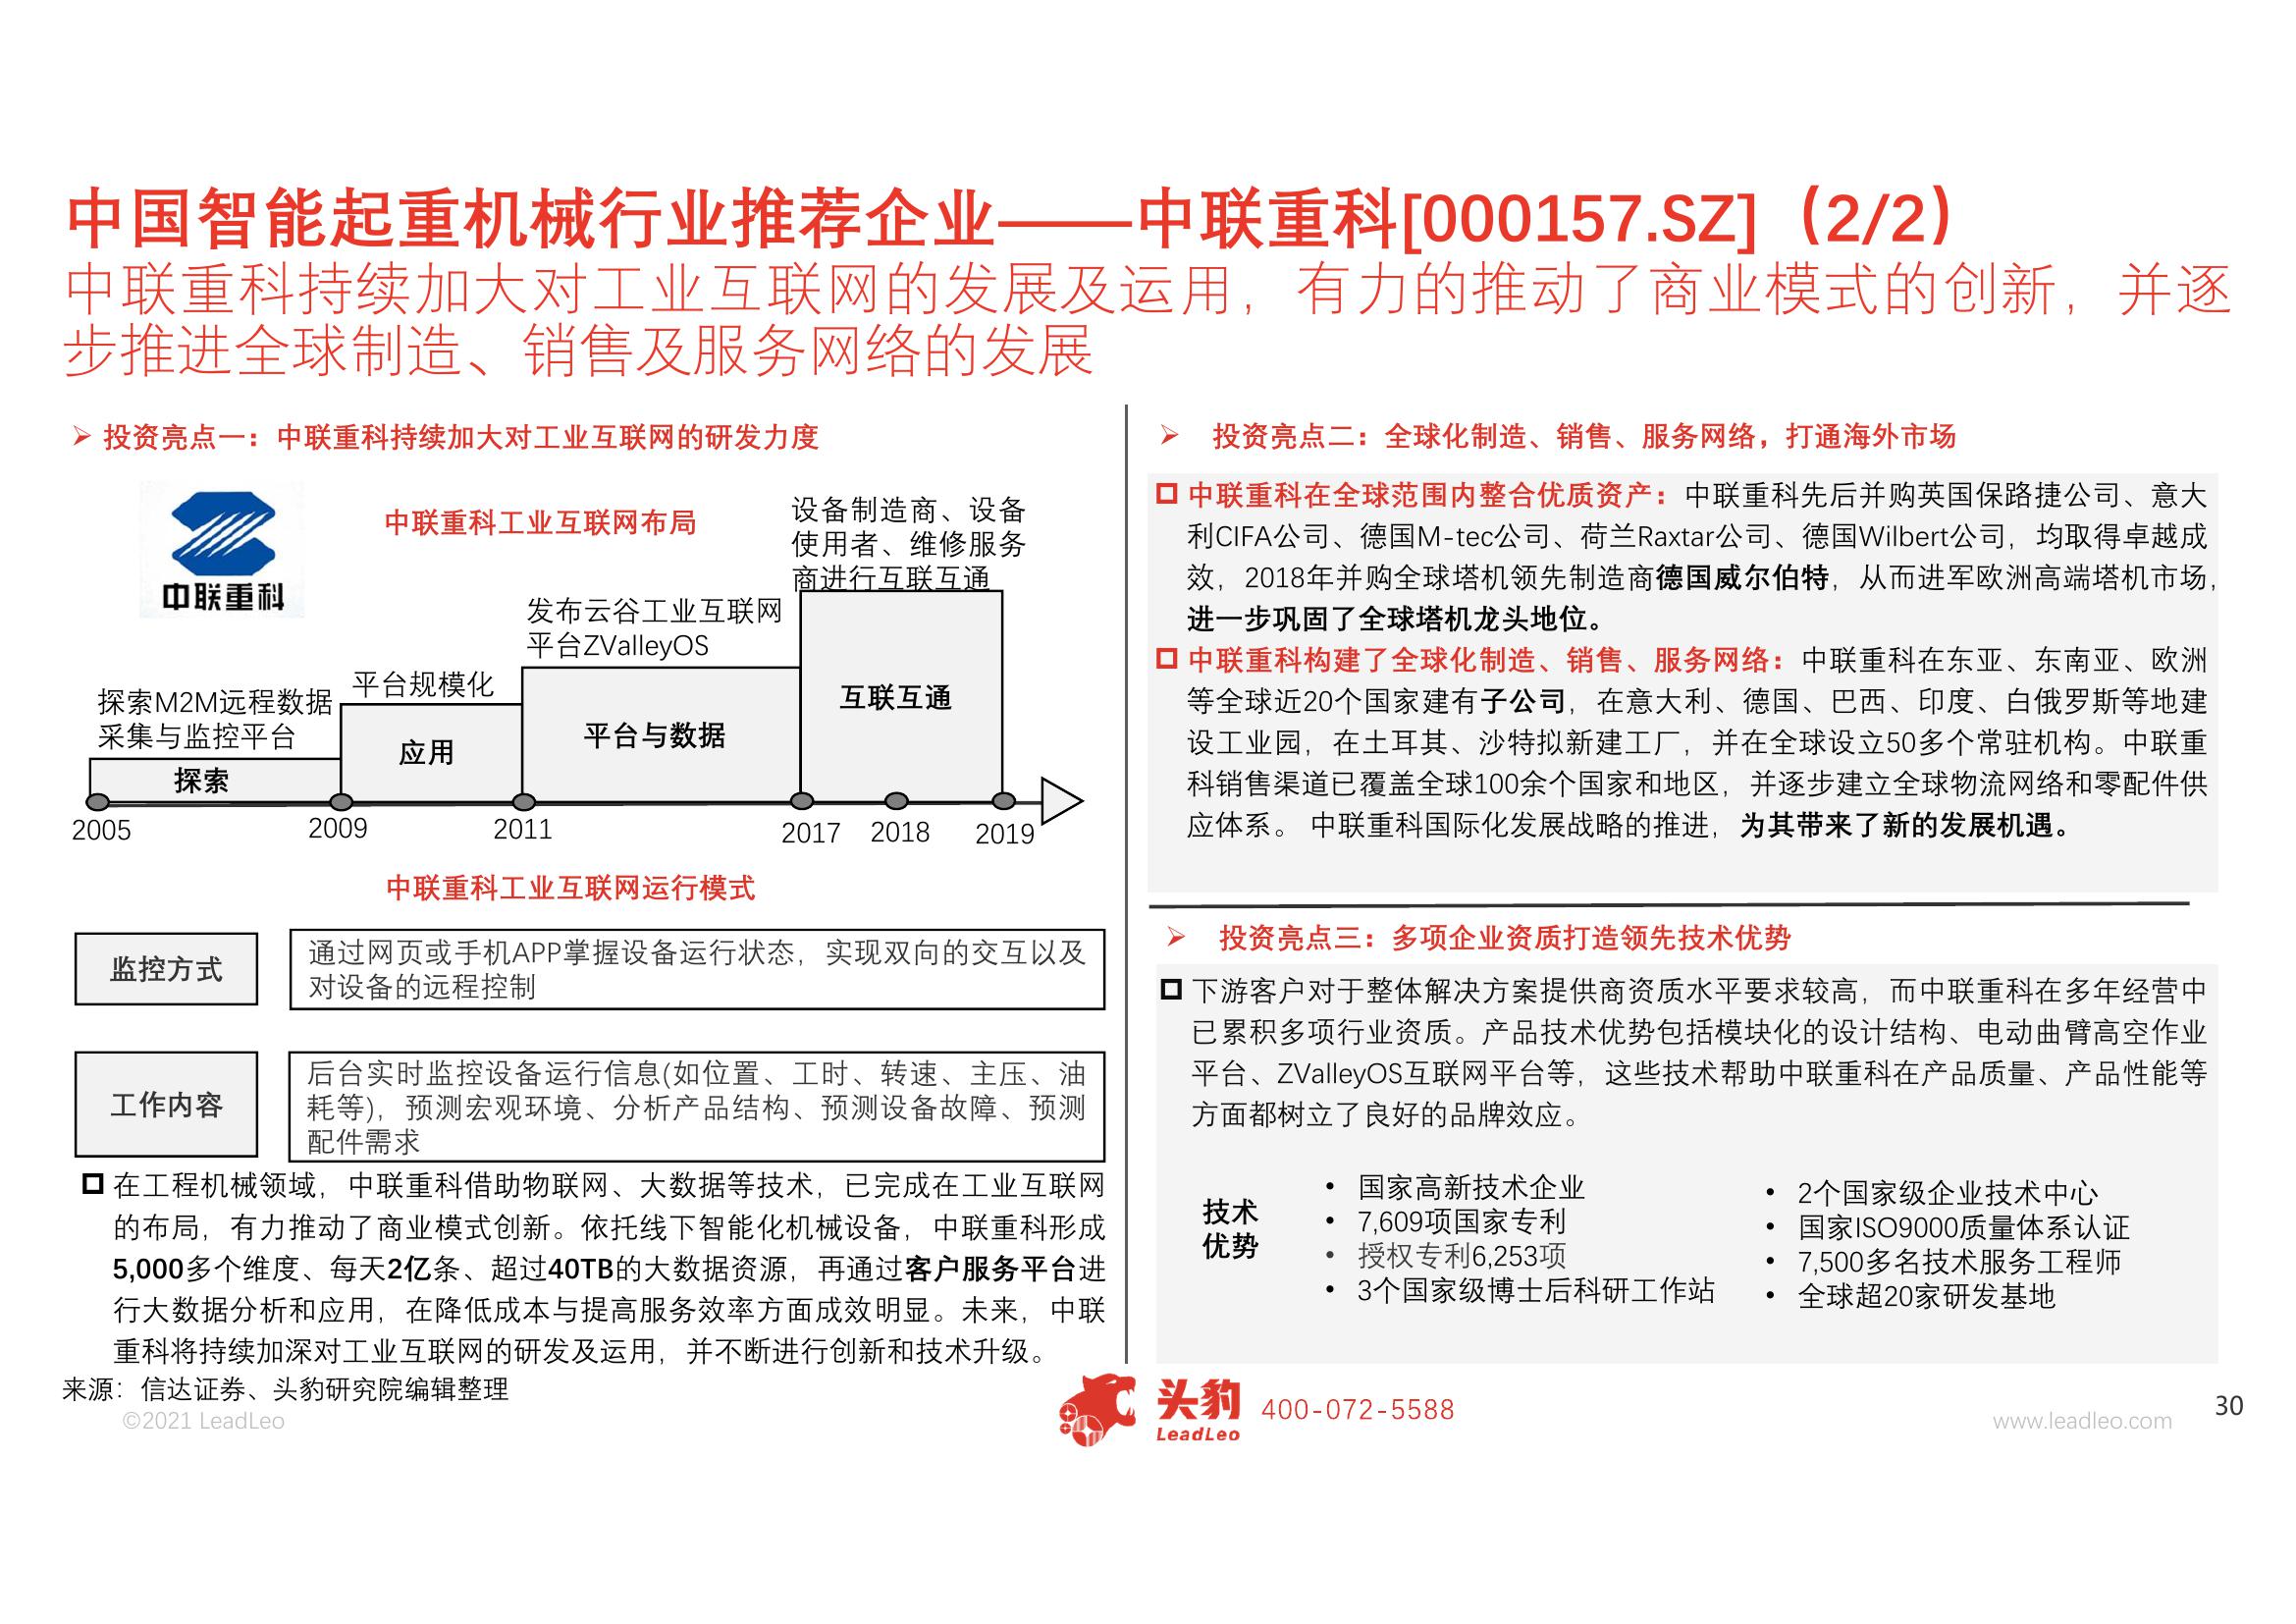 中国智能起重机械行业推荐企业——中联重科[000157.SZ]（2/2）
中联重科持续加大对工业互联网的发展及运用，有力的推动了商业模式的创新，并逐
步推进全球制造、销售及服务网络的发展
投资亮点一：中联重科持续加大对工业互联网的研发力度
中联重科
中联重科工业互联网布局
设备制造商、设备
使用者、维修服务
商进行互联互通
发布云谷工业互联网
平台ZValleyOS
平台规模化
探索M2M远程数据
采集与监控平台
探索
应用
平台与数据
互联互通
2005
2009
2011
2017
2018
2019
中联重科工业互联网运行模式
监控方式
通过网页或手机APP掌握设备运行状态，实现双向的交互以及
对设备的远程控制
工作内容
后台实时监控设备运行信息(如位置、工时、转速、主压、油
耗等)，预测宏观环境、分析产品结构、预测设备故障、预测
配件需求
在工程机械领域，中联重科借助物联网、大数据等技术，已完成在工业互联网
的布局，有力推动了商业模式创新。依托线下智能化机械设备，中联重科形成
5,000多个维度、每天2亿条、超过40TB的大数据资源，再通过客户服务平台进
行大数据分析和应用，在降低成本与提高服务效率方面成效明显。未来，中联
重科将持续加深对工业互联网的研发及运用，并不断进行创新和技术升级。
投资亮点二：全球化制造、销售、服务网络，打通海外市场
中联重科在全球范围内整合优质资产：中联重科先后并购英国保路捷公司、意大
利CIFA公司、德国M-tec公司、荷兰Raxtar公司、德国Wilbert公司，均取得卓越成
效，2018年并购全球塔机领先制造商德国威尔伯特，从而进军欧洲高端塔机市场，
进一步巩固了全球塔机龙头地位。
中联重科构建了全球化制造、销售、服务网络：中联重科在东亚、东南亚、欧洲
等全球近20个国家建有子公司，在意大利、德国、巴西、印度、白俄罗斯等地建
设工业园，在土耳其、沙特拟新建工厂，并在全球设立50多个常驻机构。中联重
科销售渠道已覆盖全球100余个国家和地区，并逐步建立全球物流网络和零配件供
应体系。 中联重科国际化发展战略的推进，为其带来了新的发展机遇。
投资亮点三：多项企业资质打造领先技术优势
下游客户对于整体解决方案提供商资质水平要求较高，而中联重科在多年经营中
已累积多项行业资质。产品技术优势包括模块化的设计结构、电动曲臂高空作业
平台、ZValleyOS互联网平台等，这些技术帮助中联重科在产品质量、产品性能等
方面都树立了良好的品牌效应。
技术
优势
• 国家高新技术企业
• 7,609项国家专利
• 授权专利6,253项
• 3个国家级博士后科研工作站
• 2个国家级企业技术中心
• 国家ISO9000质量体系认证
• 7,500多名技术服务工程师
• 全球超20家研发基地
来源：信达证券、头豹研究院编辑整理
©2021 LeadLeo
头豹
LeadLeo
400-072-5588
www.leadleo.com
30